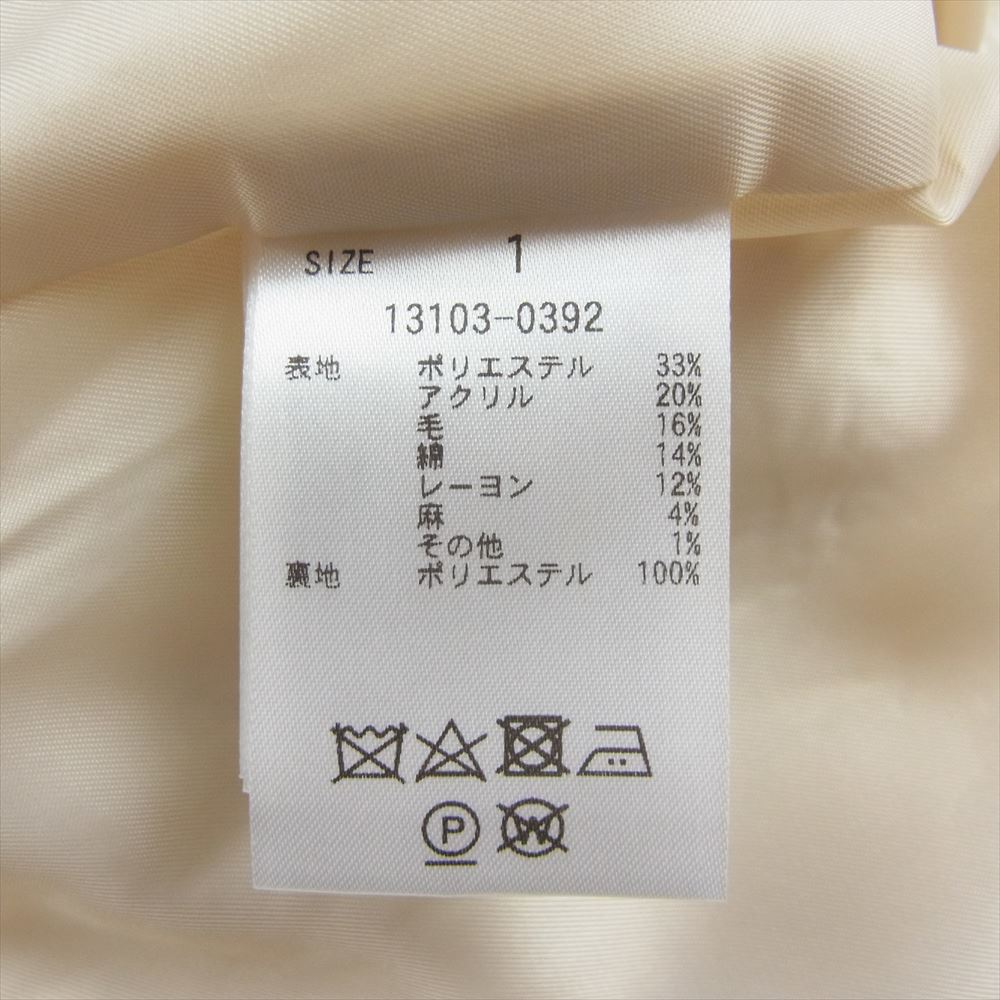 SIZE 1
13103-0392
表地 ポリエステル 33%
アクリル 20%
毛 16%
綿 14%
レーヨン 12%
麻 4%
その他 1%
裏地 ポリエステル 100%
P W